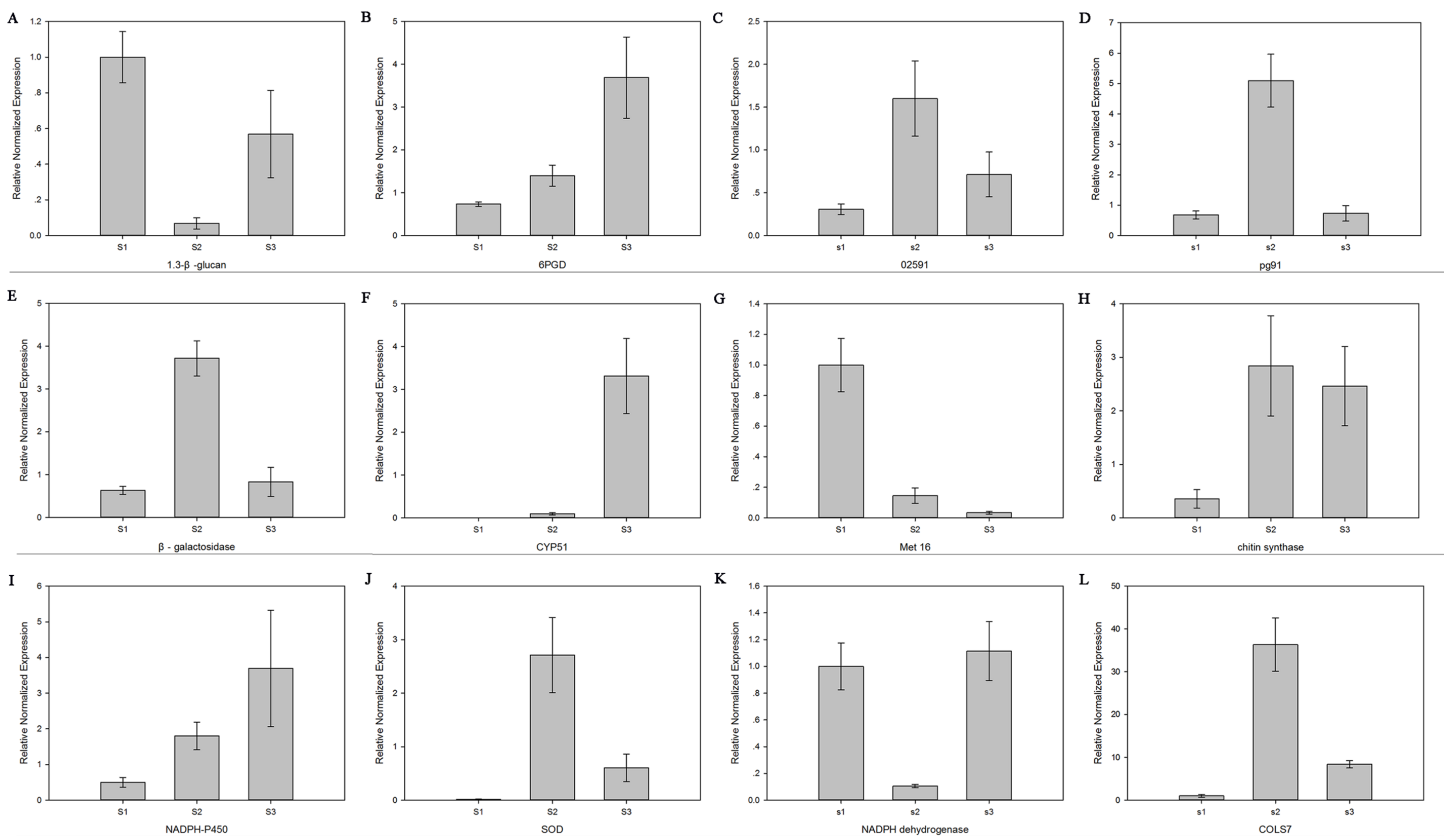 A
Relative Normalized Expression
1.2
1.0
.8
.6
.4
.2
0.0
S1 S2 S3
1.3-β -glucan
B
Relative Normalized Expression
5
4
3
2
1
0
S1 S2 S3
6PGD
C
Relative Normalized Expression
2.5
2.0
1.5
1.0
0.5
0.0
s1 s2 s3
02591
D
Relative Normalized Expression
7
6
5
4
3
2
1
0
s1 s2 s3
pg91
E
Relative Normalized Expression
5
4
3
2
1
0
S1 S2 S3
β - galactosidase
F
Relative Normalized Expression
5
4
3
2
1
0
S1 S2 S3
CYP51
G
Relative Normalized Expression
1.4
1.2
1.0
.8
.6
.4
.2
0.0
S1 S2 S3
Met 16
H
Relative Normalized Expression
4
3
2
1
0
S1 S2 S3
chitin synthase
I
Relative Normalized Expression
6
5
4
3
2
1
0
S1 S2 S3
NADPH-P450
J
Relative Normalized Expression
4
3
2
1
0
S1 S2 S3
SOD
K
Relative Normalized Expression
1.6
1.4
1.2
1.0
.8
.6
.4
.2
0.0
s1 s2 s3
NADPH dehydrogenase
L
Relative Normalized Expression
50
40
30
20
10
0
s1 s2 s3
COLS7